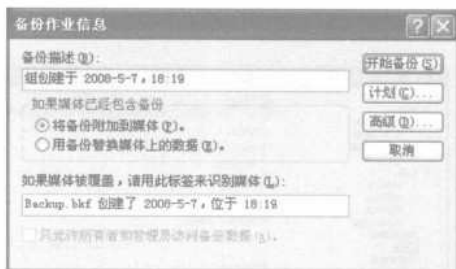 备份作业信息
备份描述(D):
组创建于 2008-5-7，18:19
开始备份(S)
如果媒体已经包含备份
计划(C)...
将备份附加到媒体(P)。
高级(D)...
用备份替换媒体上的数据(R)。
取消
如果媒体被覆盖，请用此标签来识别媒体(L):
Backup.bkf 创建了 2008-5-7，位于 18:19
只允许所有者和管理员访问备份数据(A)。